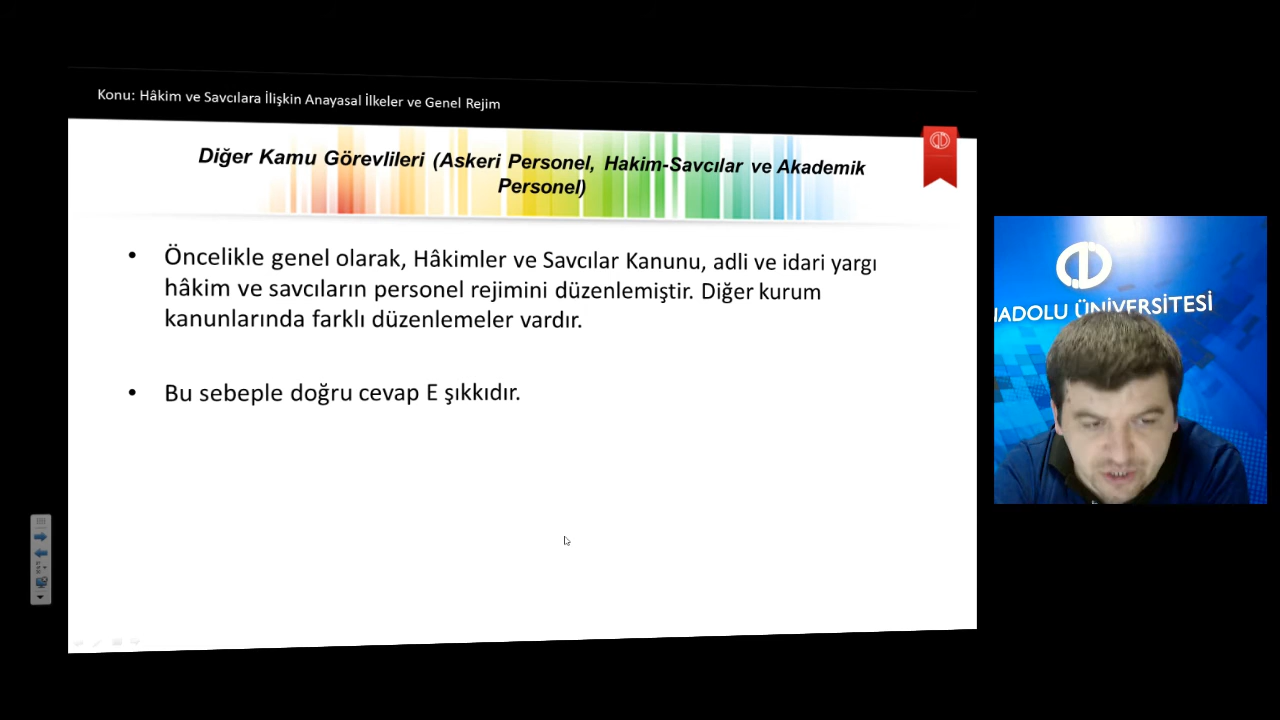 Konu: Hâkim ve Savcılara İlişkin Anayasal İlkeler ve Genel Rejim
Diğer Kamu Görevlileri (Askeri Personel, Hakim-Savcılar ve Akademik
Personel)
• Öncelikle genel olarak, Hâkimler ve Savcılar Kanunu, adli ve idari yargı
hâkim ve savcıların personel rejimini düzenlemiştir. Diğer kurum
kanunlarında farklı düzenlemeler vardır.
• Bu sebeple doğru cevap E şıkkıdır.
NADOLU ÜNİVERSİTESİ